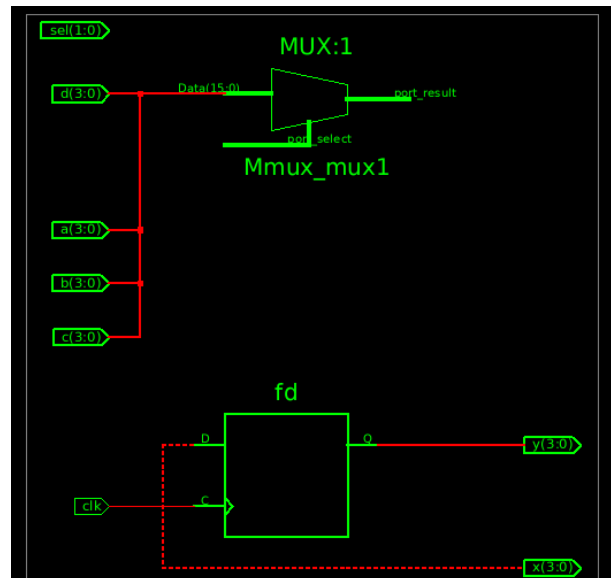 sel(1:0)
MUX:1
d(3:0)
Data(15:0)
port_result
port_select
Mmux_mux1
a(3:0)
b(3:0)
c(3:0)
fd
D
Q
y(3:0)
clk
C
x(3:0)